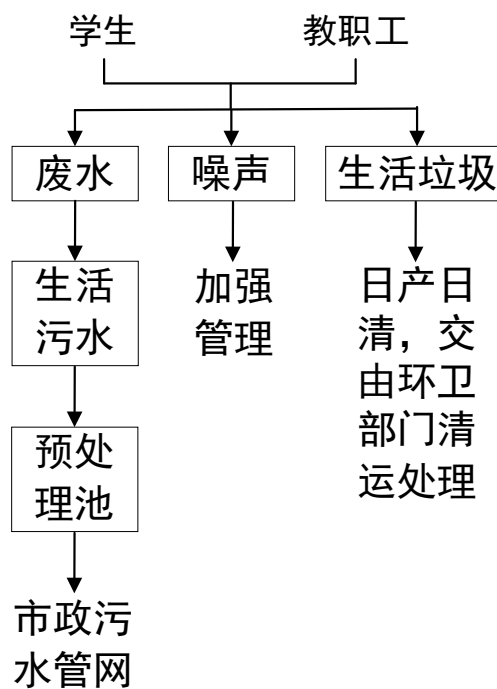 学生
教职工
废水
噪声
生活垃圾
生活
污水
加强
管理
日产日
清，交
由环卫
部门清
运处理
预处
理池
市政污
水管网